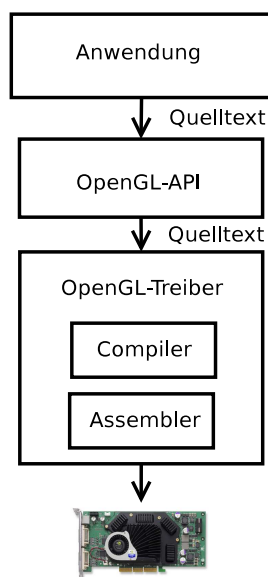 Anwendung
Quelltext
OpenGL-API
Quelltext
OpenGL-Treiber
Compiler
Assembler